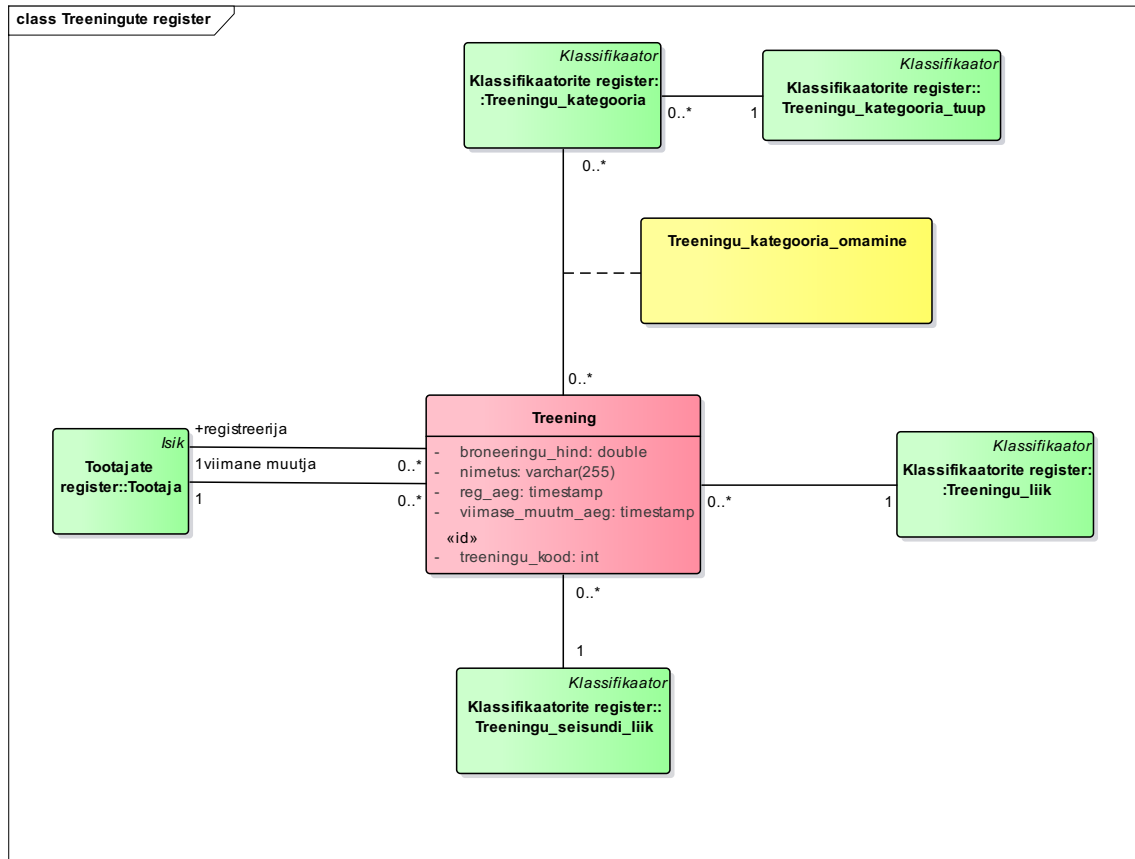 class Treeningute register
Klassifikaator
Klassifikaatorite register:
:Treeningu_kategooria
Klassifikaator
Klassifikaatorite register::
Treeningu_kategooria_tuup
0..*
1
0..*
Treeningu_kategooria_omamine
0..*
Isik
Tootajate
register::Tootaja
+registreerija
1
0..*
viimane muutja
1
0..*
Treening
- broneeringu_hind: double
- nimetus: varchar(255)
- reg_aeg: timestamp
- viimase_muutm_aeg: timestamp
«id»
- treeningu_kood: int
0..*
1
Klassifikaator
Klassifikaatorite register:
:Treeningu_liik
0..*
1
Klassifikaator
Klassifikaatorite register::
Treeningu_seisundi_liik